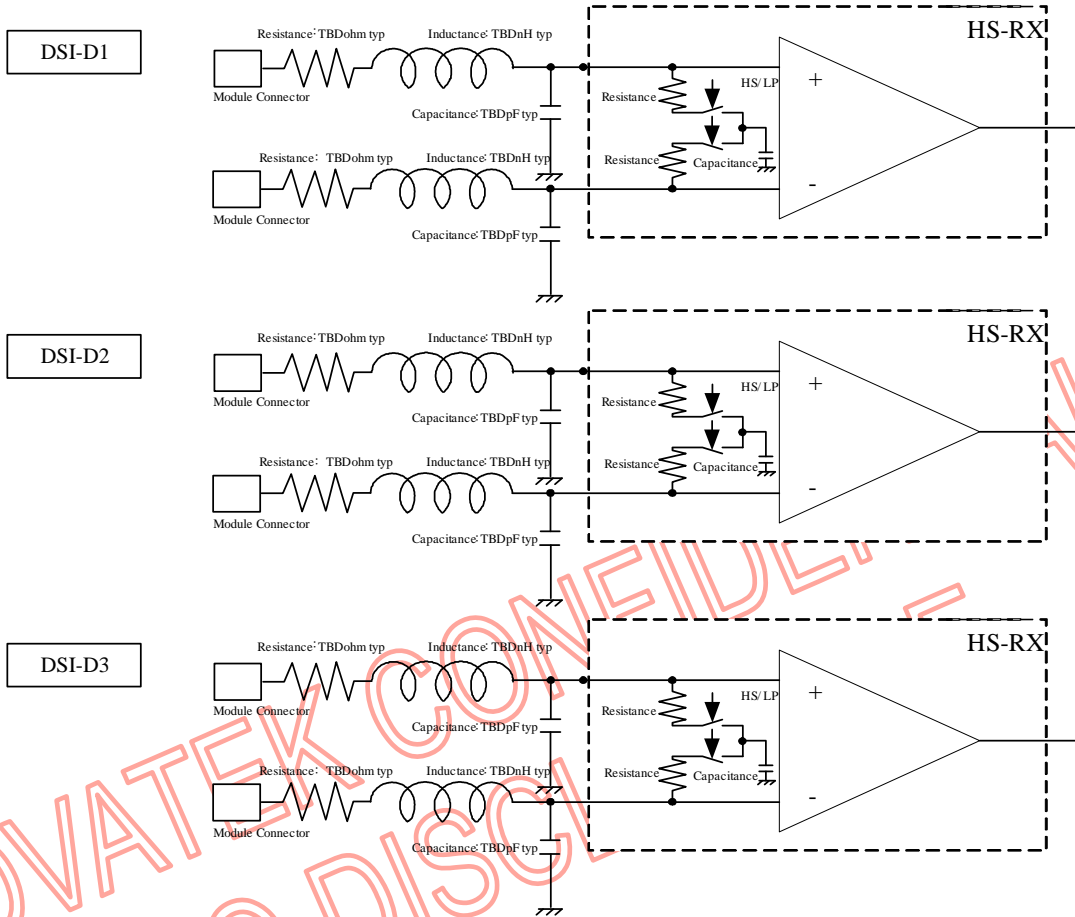 HS-RX
DSI-D1
Resistance: TBDohm typ
Inductance: TBDnH typ
Module Connector
Capacitance: TBDpF typ
Resistance
HS/LP
+
Resistance
Capacitance
Resistance: TBDohm typ
Inductance: TBDnH typ
-
Module Connector
Capacitance: TBDpF typ
HS-RX
DSI-D2
Resistance: TBDohm typ
Inductance: TBDnH typ
Module Connector
Capacitance: TBDpF typ
Resistance
HS/LP
+
Resistance
Capacitance
Resistance: TBDohm typ
Inductance: TBDnH typ
-
Module Connector
Capacitance: TBDpF typ
HS-RX
DSI-D3
Resistance: TBDohm typ
Inductance: TBDnH typ
Module Connector
Capacitance: TBDpF typ
Resistance
HS/LP
+
Resistance
Capacitance
Resistance: TBDohm typ
Inductance: TBDnH typ
-
Module Connector
Capacitance: TBDpF typ